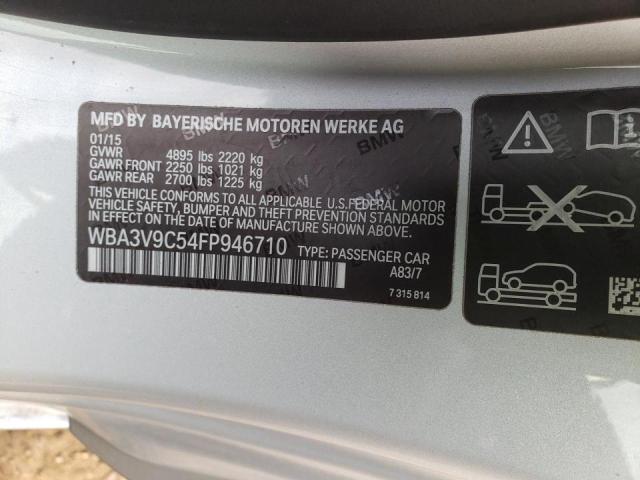 MFD BY BAYERISCHE MOTOREN WERKE AG
01/15
GVWR 4895 lbs 2220 kg
GAWR FRONT 2250 lbs 1021 kg
GAWR REAR 2700 lbs 1225 kg
THIS VEHICLE CONFORMS TO ALL APPLICABLE U.S.FEDERAL MOTOR
VEHICLE SAFETY, BUMPER AND THEFT PREVENTION STANDARDS IN
EFFECT ON THE DATE OF MANUFACTURE SHOWN ABOVE.
WBA3V9C54FP946710 TYPE: PASSENGER CAR
A83/7
7 315 814